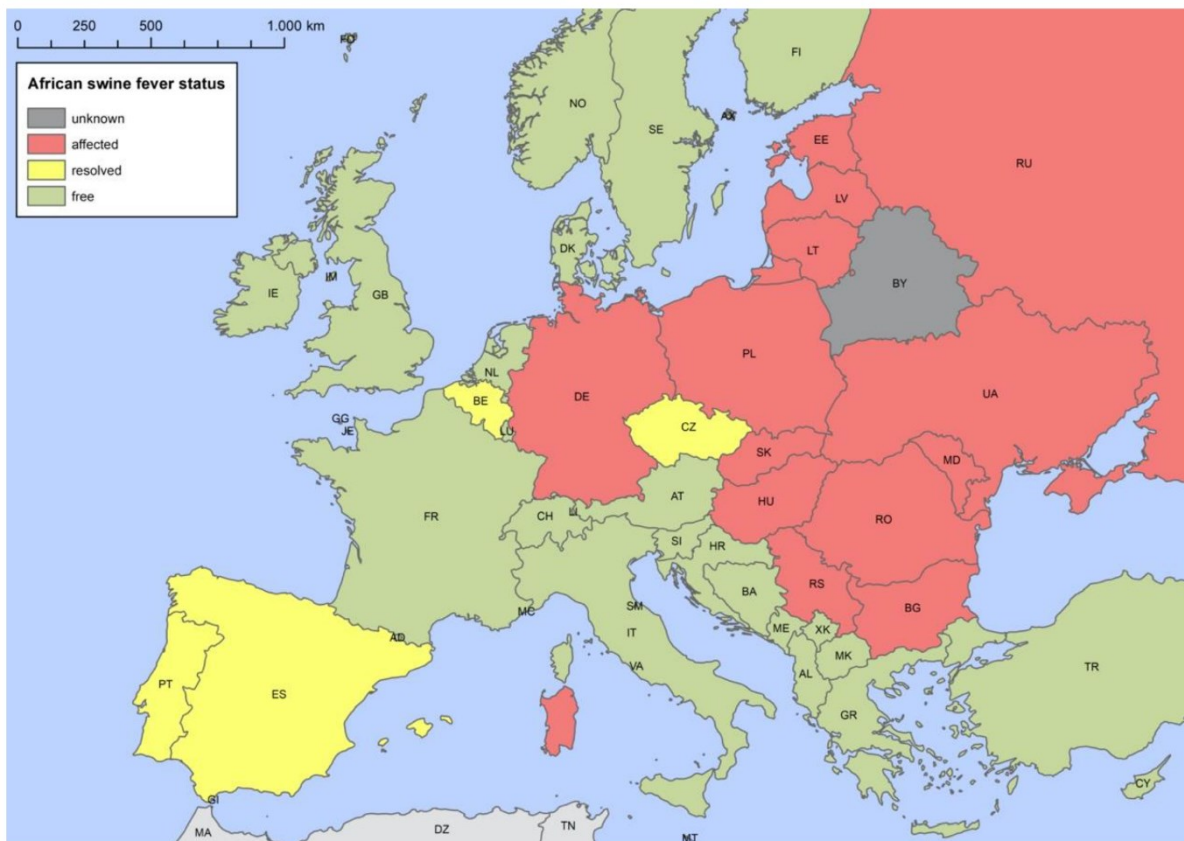 0 250 500 1.000 km
African swine fever status
unknown
affected
resolved
free
FO
FI
NO
SE
AX
EE
RU
LV
LT
DK
BY
IE
IM
GB
NL
PL
DE
BE
UA
GG
JE
LU
CZ
SK
MD
AT
HU
FR
CH
LI
RO
SI
HR
RS
BA
BG
MC
SM
ME
XK
IT
AD
MK
VA
TR
AL
PT
ES
GR
CY
GI
MA
DZ
TN
MT